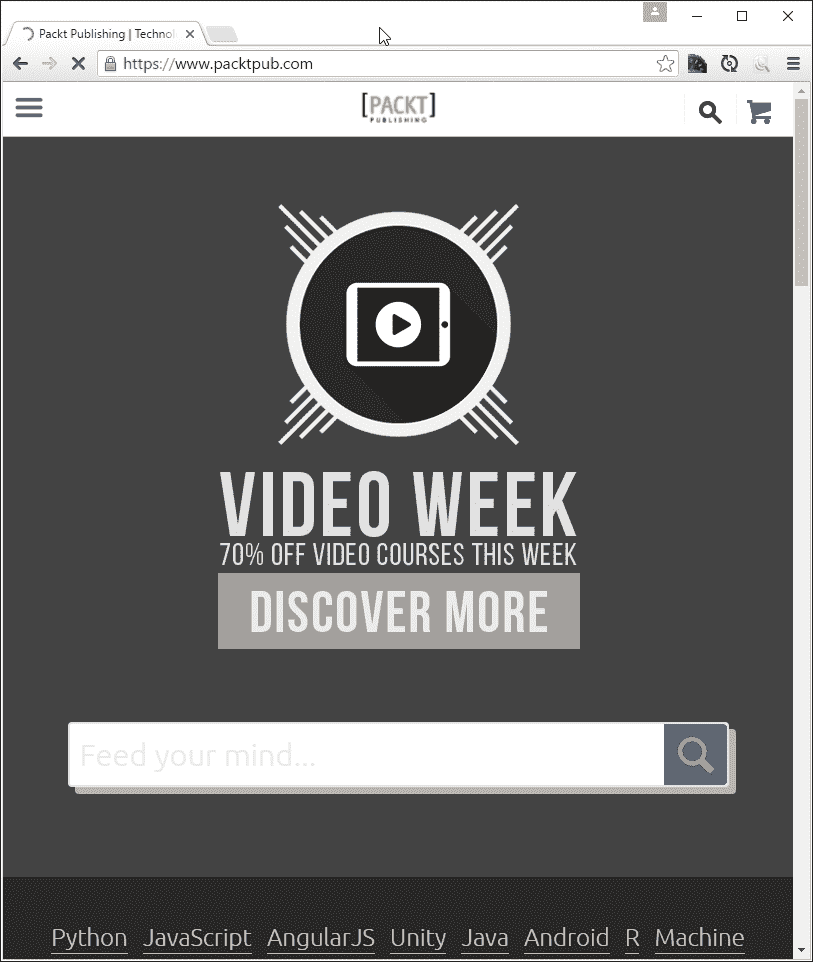 Packt Publishing | Technol
https://www.packtpub.com
[PACKT]
PUBLISHING
VIDEO WEEK
70% OFF VIDEO COURSES THIS WEEK
DISCOVER MORE
Feed your mind...
Python JavaScript AngularJS Unity Java Android R Machine